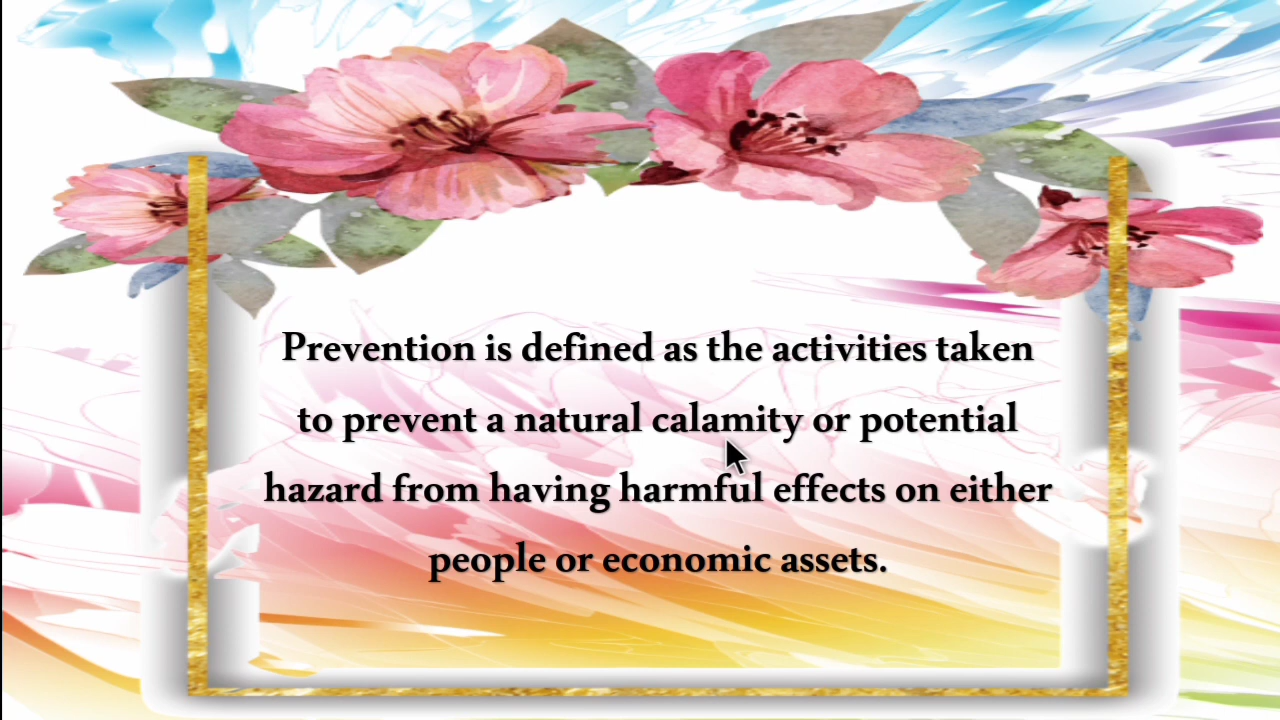 Prevention is defined as the activities taken
to prevent a natural calamity or potential
hazard from having harmful effects on either
people or economic assets.